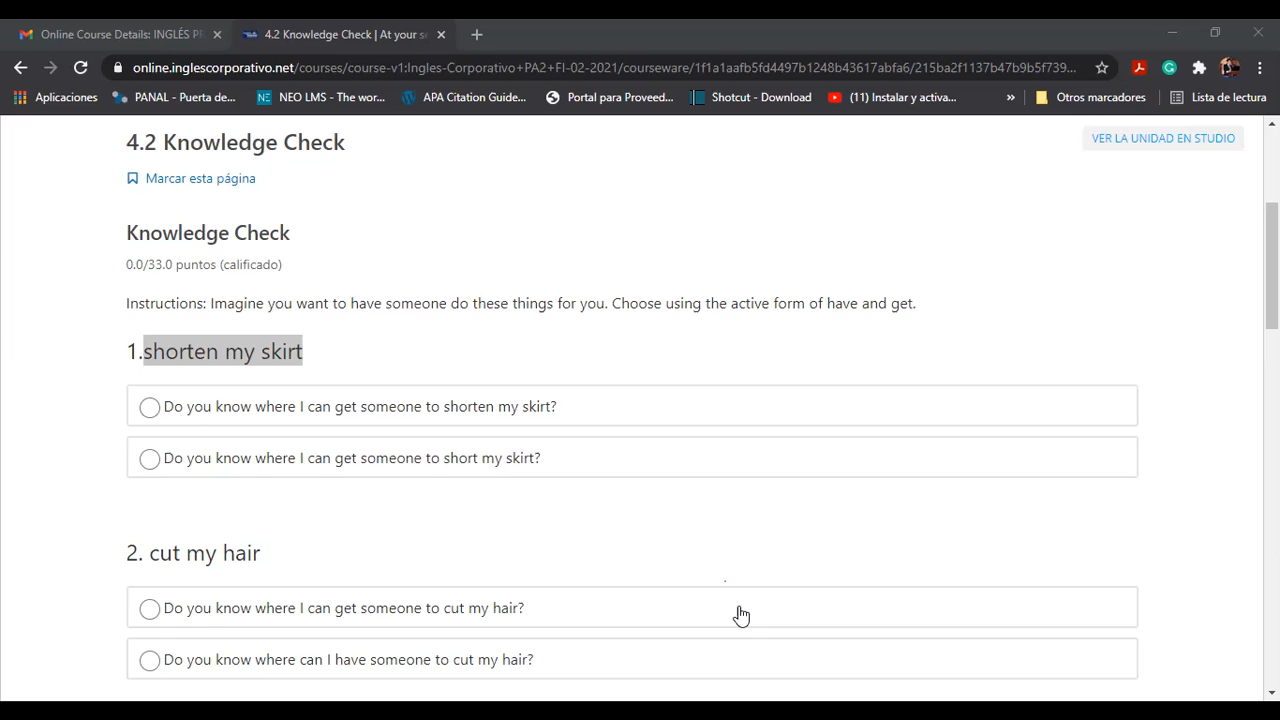 Online Course Details: INGLÉS PR
4.2 Knowledge Check | At your s
online.inglescorporativo.net/courses/course-v1:Ingles-Corporativo+PA2+FI-02-2021/courseware/1f1a1aafb5fd4497b1248b43617abfa6/215ba2f1137b47b9b5f739...
Aplicaciones
PANAL - Puerta de...
NEO LMS - The wor...
APA Citation Guide...
Portal para Proveed...
Shotcut - Download
(11) Instalar y activa...
»
Otros marcadores
Lista de lectura
4.2 Knowledge Check
VER LA UNIDAD EN STUDIO
Marcar esta página
Knowledge Check
0.0/33.0 puntos (calificado)
Instructions: Imagine you want to have someone do these things for you. Choose using the active form of have and get.
1.shorten my skirt
Do you know where I can get someone to shorten my skirt?
Do you know where I can get someone to short my skirt?
2. cut my hair
Do you know where I can get someone to cut my hair?
Do you know where can I have someone to cut my hair?